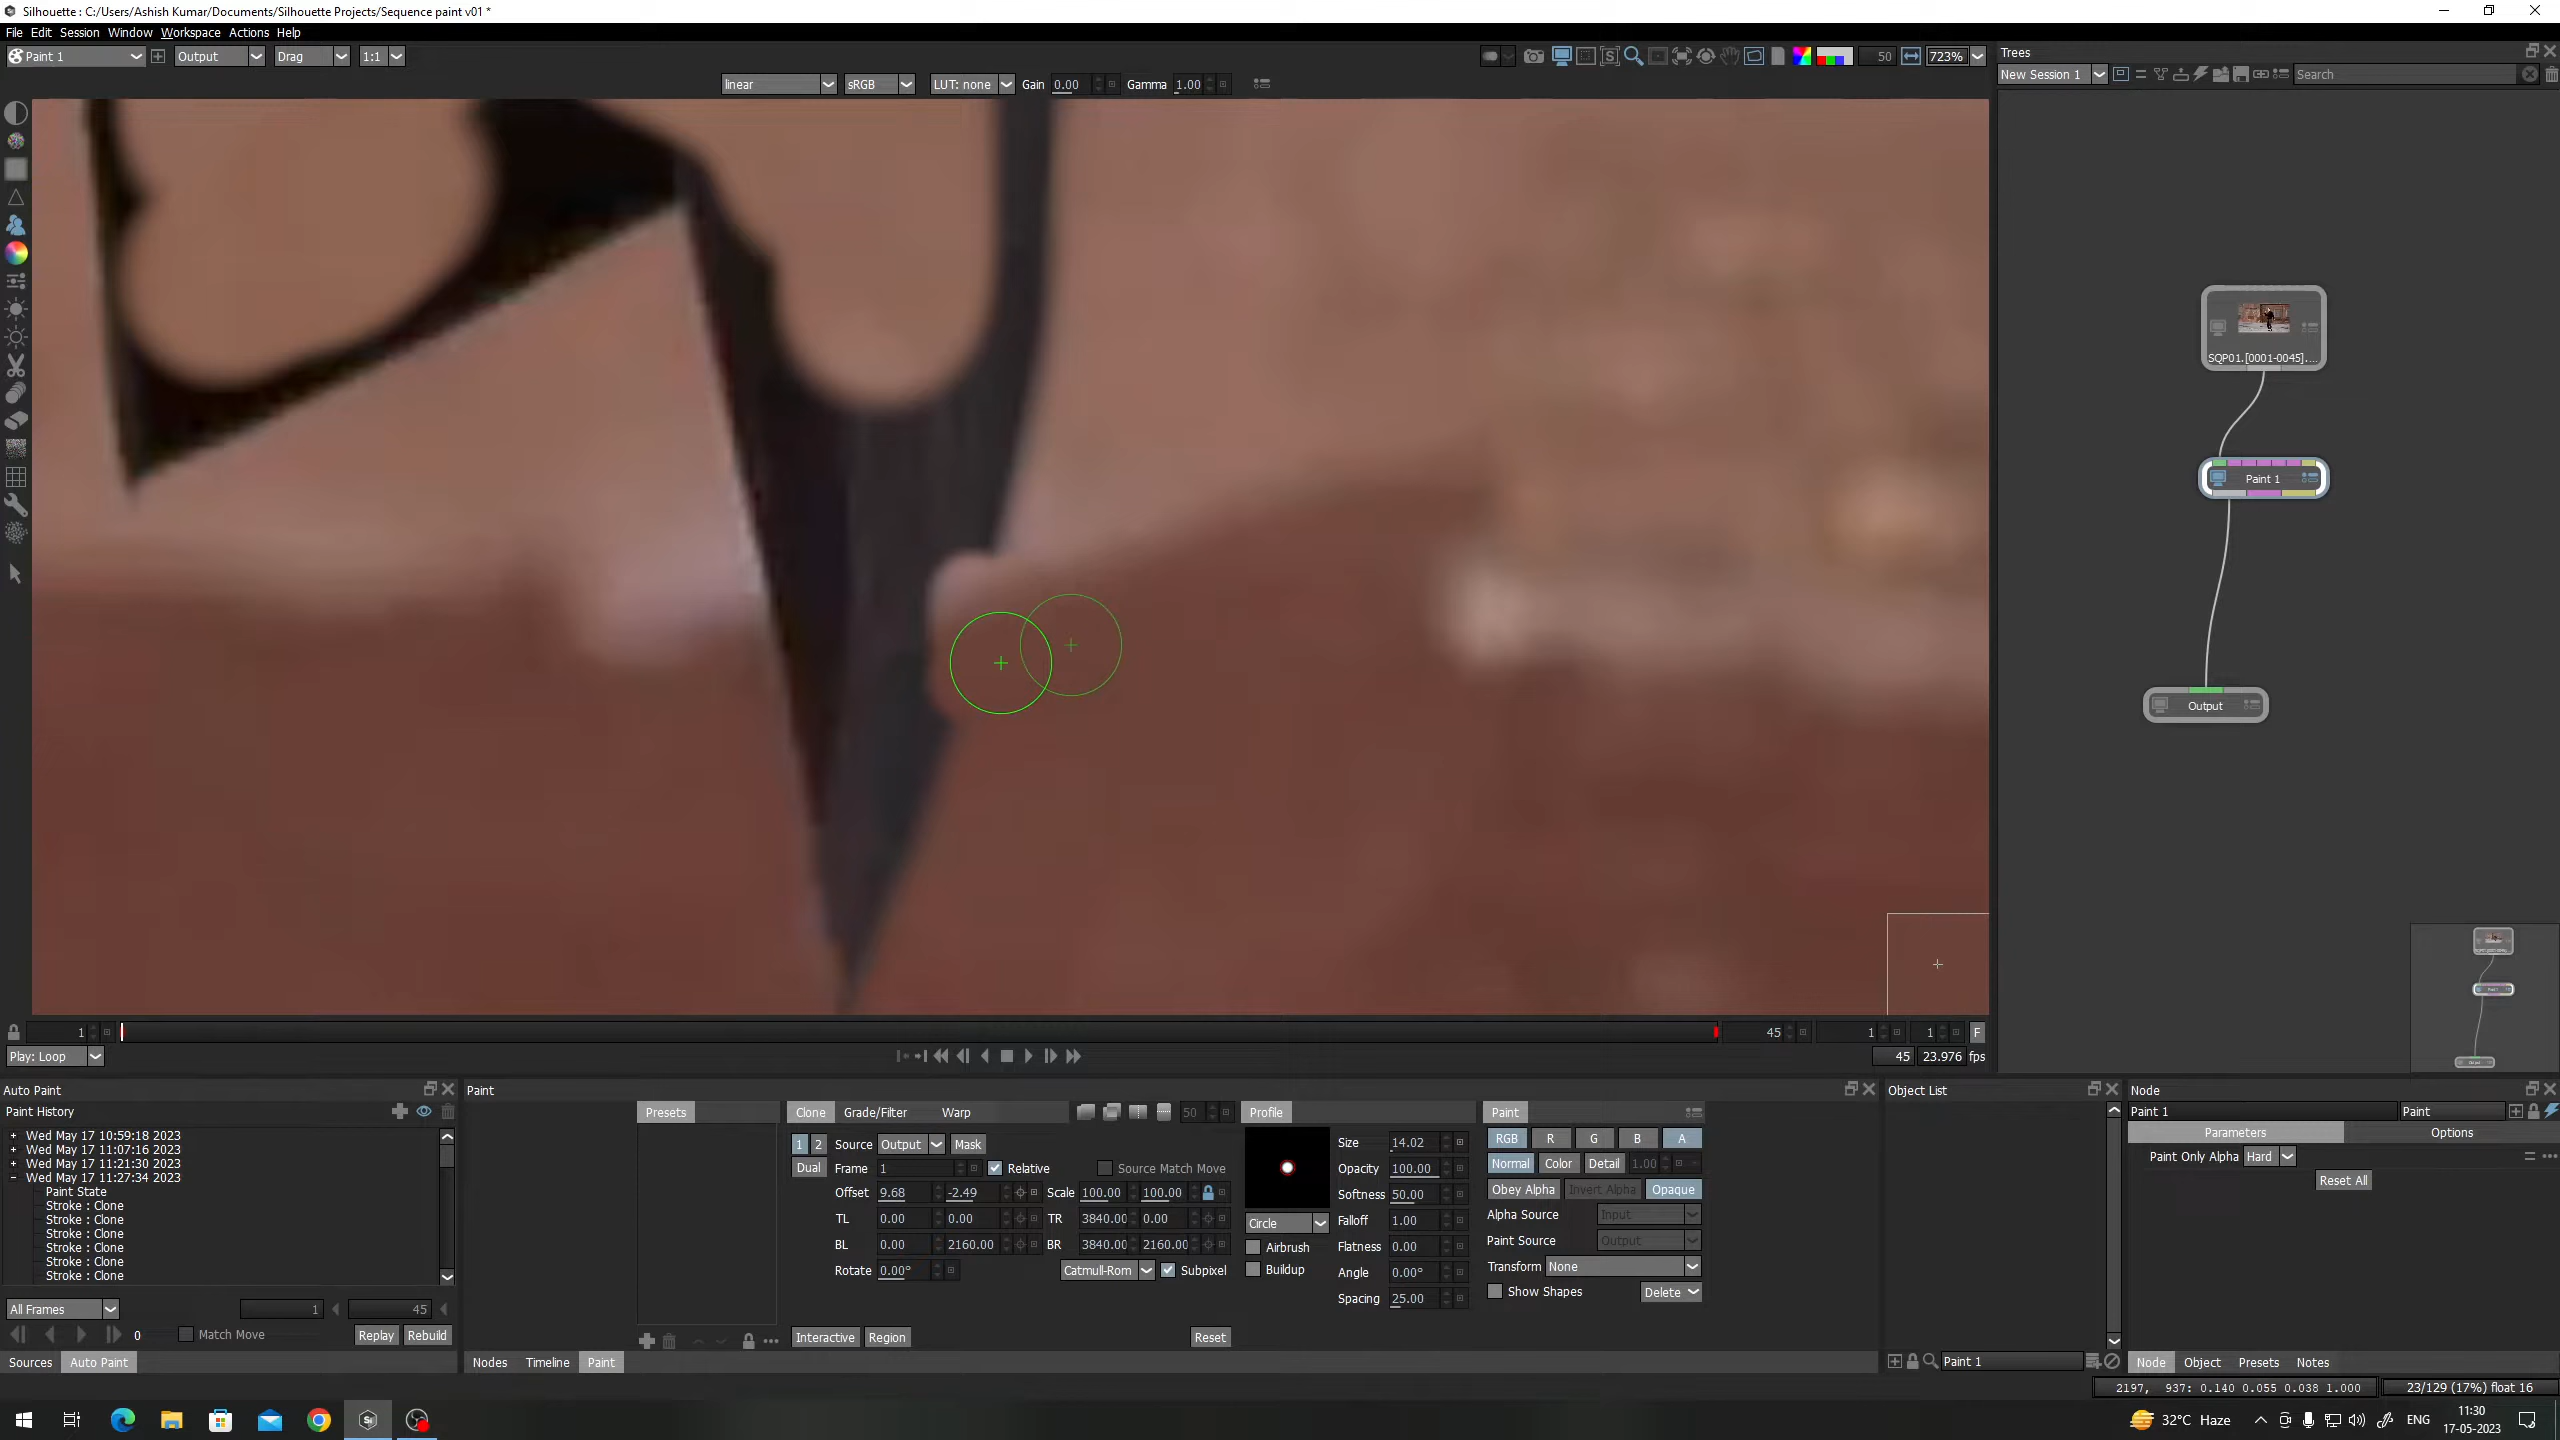 Silhouette : C:/Users/Ashish Kumar/Documents/Silhouette Projects/Sequence paint v01 *
File Edit Session Window Workspace Actions Help
Paint 1 Output Drag 1:1 50 723%
linear sRGB LUT: none Gain 0.00 Gamma 1.00
Trees
New Session 1 Search
SQP01.[0001-0045]....
Paint 1
Output
1 45 1 1 F
Play: Loop 45 23.976 fps
Auto Paint
Paint History
Wed May 17 10:59:18 2023
Wed May 17 11:07:16 2023
Wed May 17 11:21:30 2023
Wed May 17 11:27:34 2023
Paint State
Stroke : Clone
Stroke : Clone
Stroke : Clone
Stroke : Clone
Stroke : Clone
Stroke : Clone
All Frames 1 45
0 Match Move Replay Rebuild
Sources Auto Paint
Paint
Presets
Clone Grade/Filter Warp 50
1 2 Source Output Mask
Dual Frame 1 Relative Source Match Move
Offset 9.68 -2.49 Scale 100.00 100.00
TL 0.00 0.00 TR 3840.00 0.00
BL 0.00 2160.00 BR 3840.00 2160.00
Rotate 0.00° Catmull-Rom Subpixel
Interactive Region Reset
Nodes Timeline Paint
Profile
Circle
Airbrush
Buildup
Size 14.02
Opacity 100.00
Softness 50.00
Falloff 1.00
Flatness 0.00
Angle 0.00°
Spacing 25.00
Paint
RGB R G B A
Normal Color Detail 1.00
Obey Alpha Invert Alpha Opaque
Alpha Source Input
Paint Source Output
Transform None
Show Shapes Delete
Object List
Paint 1
Node
Paint 1 Paint
Parameters Options
Paint Only Alpha Hard
Reset All
Node Object Presets Notes
2197, 937: 0.140 0.055 0.038 1.000 23/129 (17%) float 16
32°C Haze ENG 11:30
17-05-2023